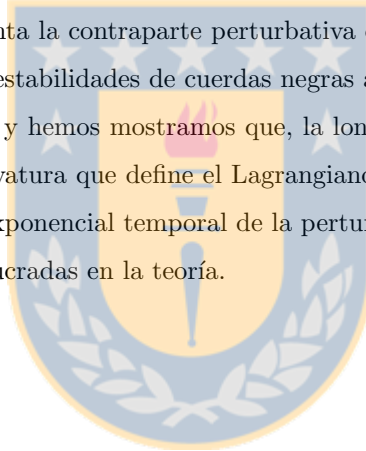 nta la contraparte perturbativa
estabilidades de cuerdas negras
y hemos mostramos que, la lon
vatura que define el Lagrangiano
xponencial temporal de la pertur
ucradas en la teoría.